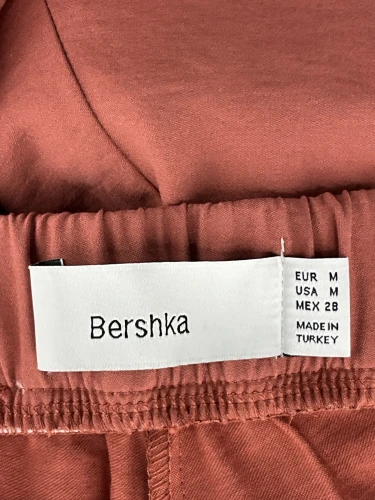 Bershka
EUR M
USA M
MEX 28
MADE IN
TURKEY